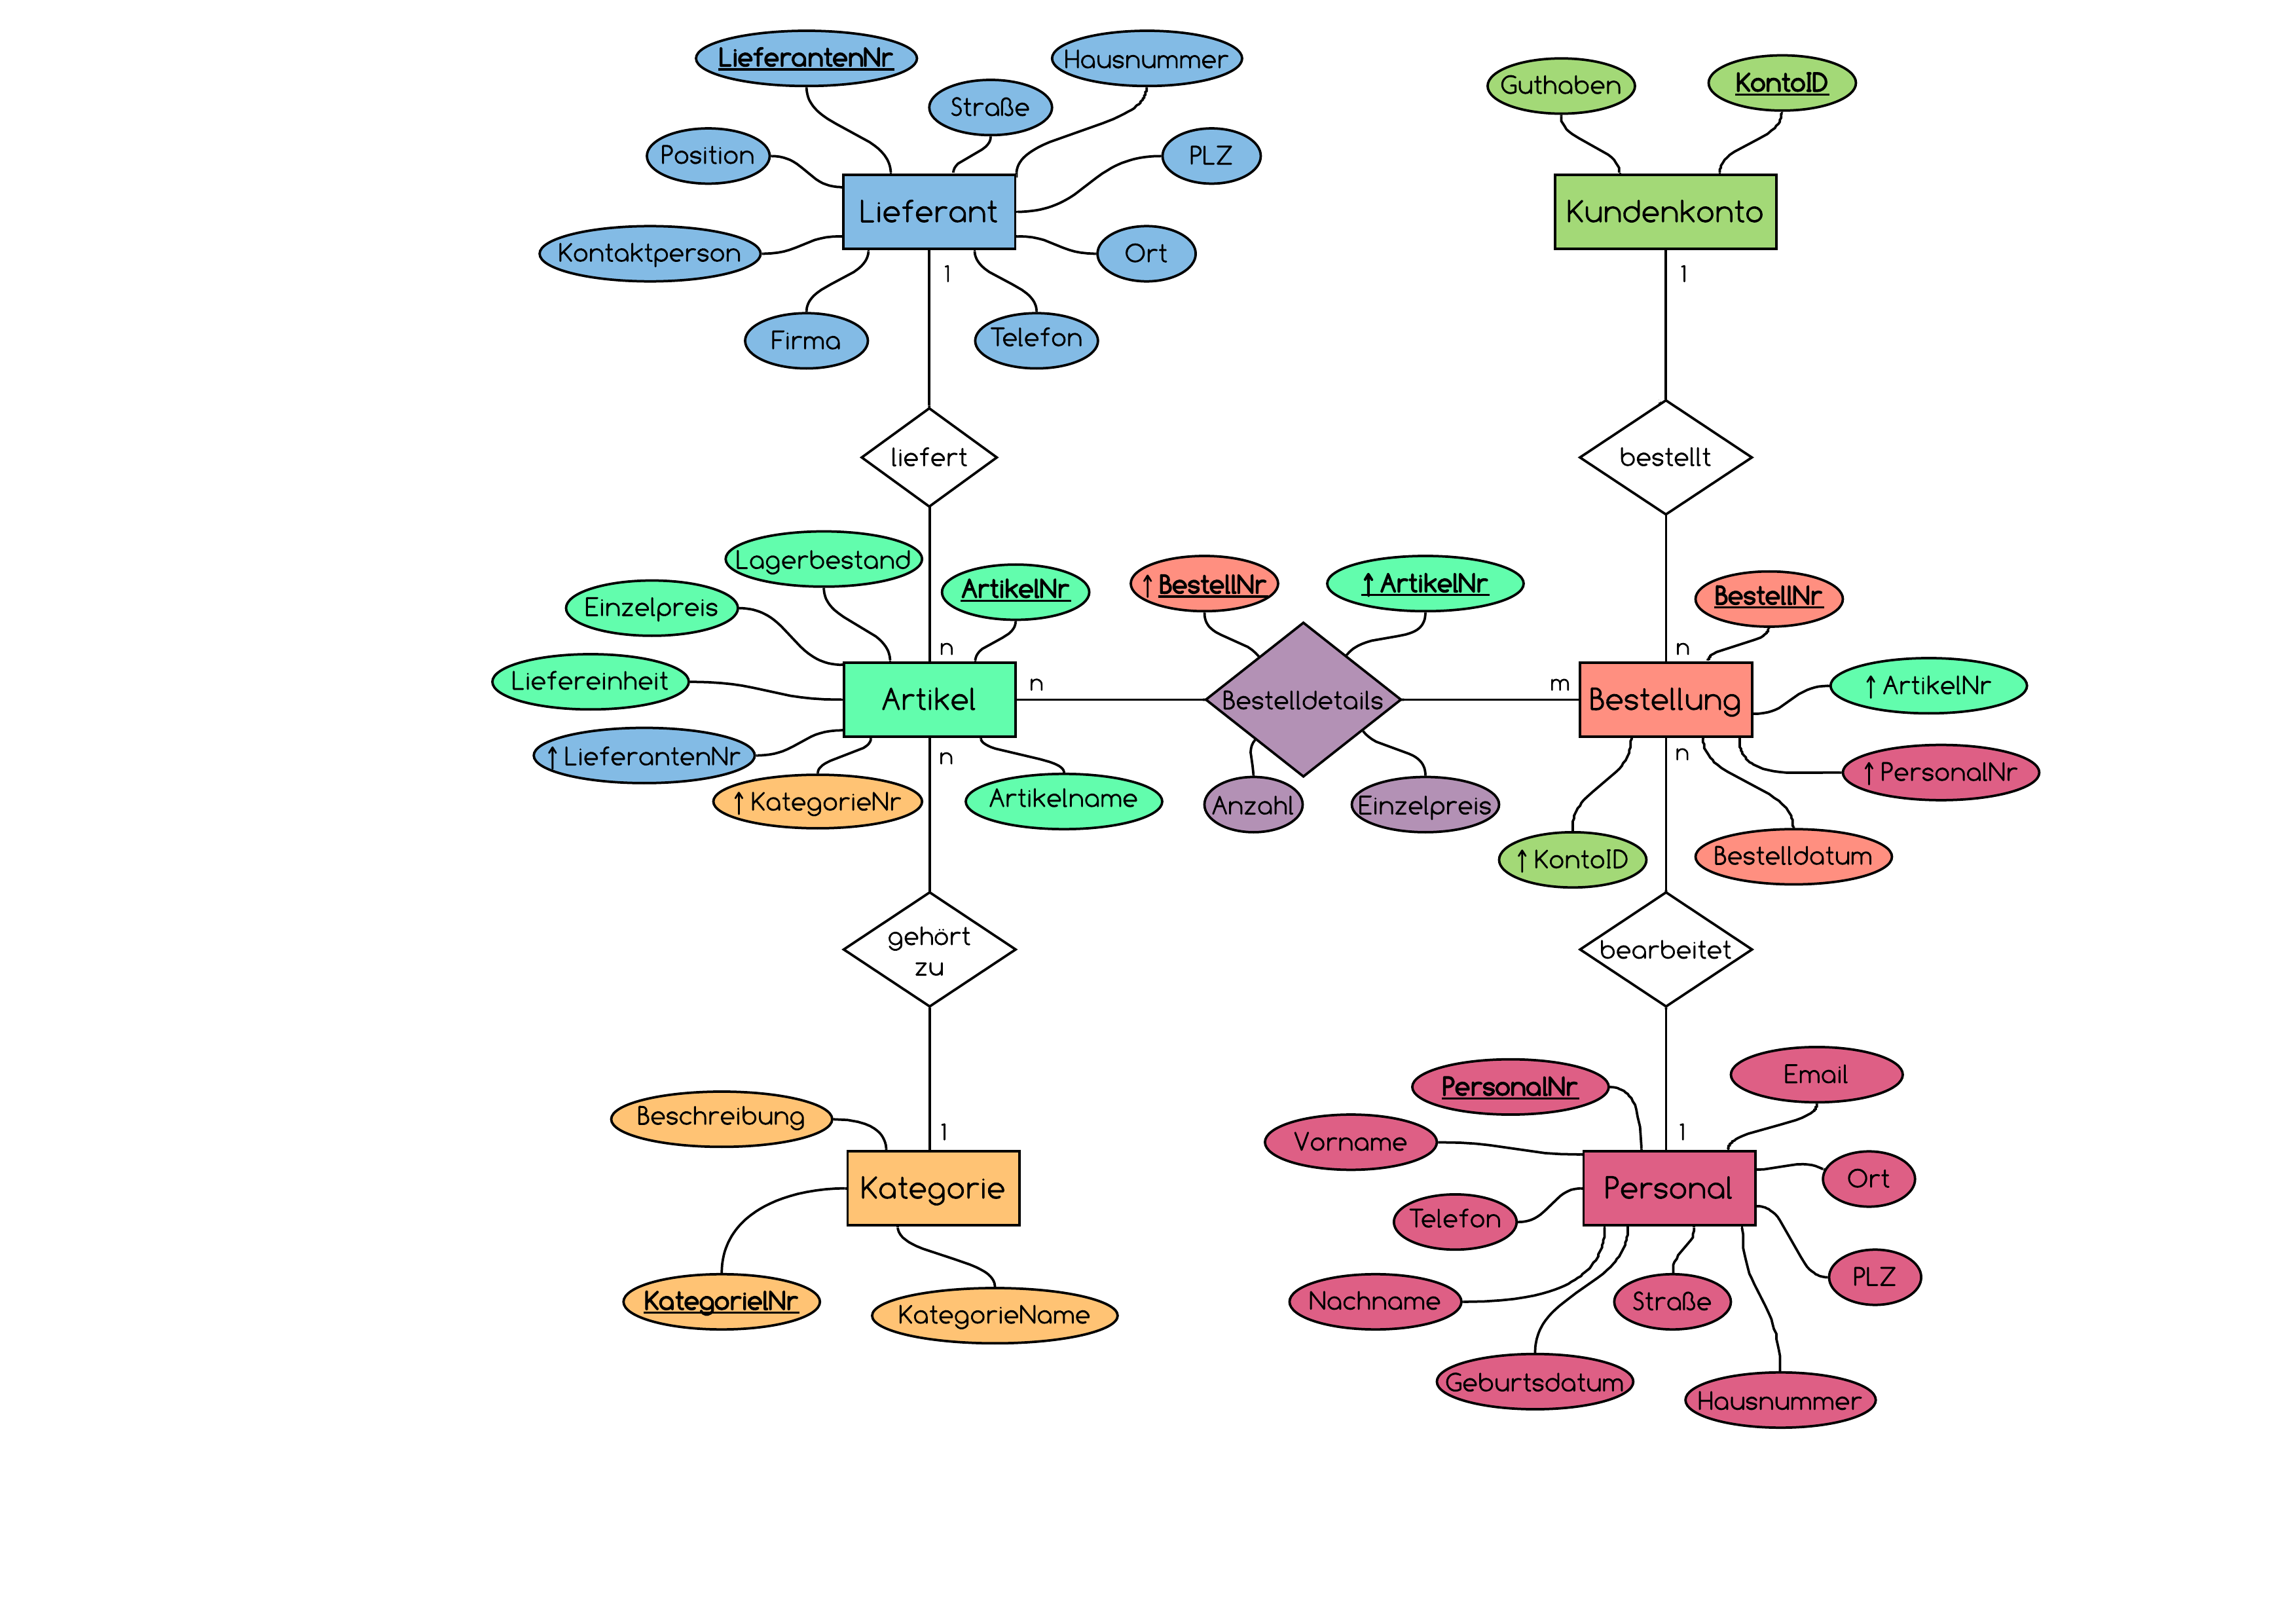 LieferantenNr
Hausnummer
Straße
Position
PLZ
Lieferant
Kontaktperson
Ort
Firma
Telefon
1
liefert
Guthaben
KontoID
Kundenkonto
1
bestellt
Lagerbestand
ArtikelNr
Einzelpreis
Liefereinheit
n
Artikel
n
↑ LieferantenNr
↑ KategorieNr
Artikelname
n
↑ BestellNr
↑ ArtikelNr
Bestelldetails
Anzahl
Einzelpreis
m
n
BestellNr
Bestellung
↑ ArtikelNr
↑ PersonalNr
n
↑ KontoID
Bestelldatum
gehört
zu
bearbeitet
Beschreibung
1
Kategorie
KategorielNr
KategorieName
PersonalNr
Email
Vorname
1
Personal
Ort
Telefon
Nachname
Straße
PLZ
Geburtsdatum
Hausnummer